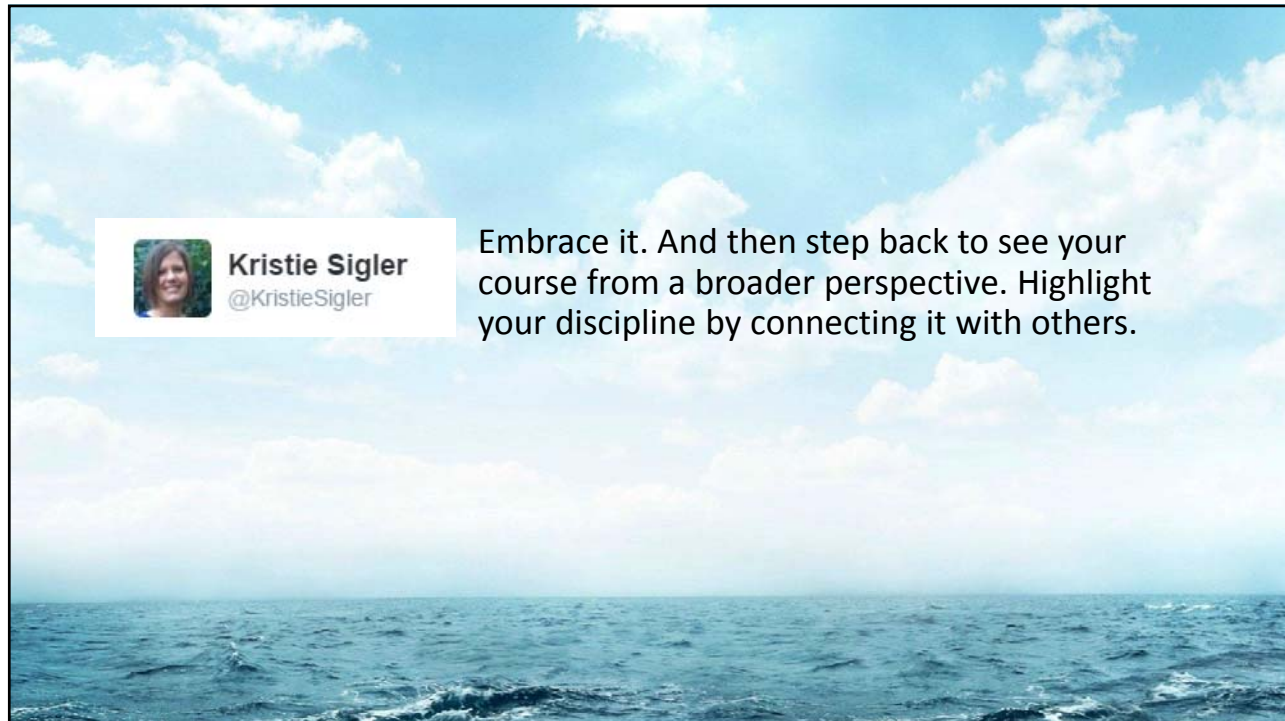 Kristie Sigler
@KristieSigler
Embrace it. And then step back to see your
course from a broader perspective. Highlight
your discipline by connecting it with others.